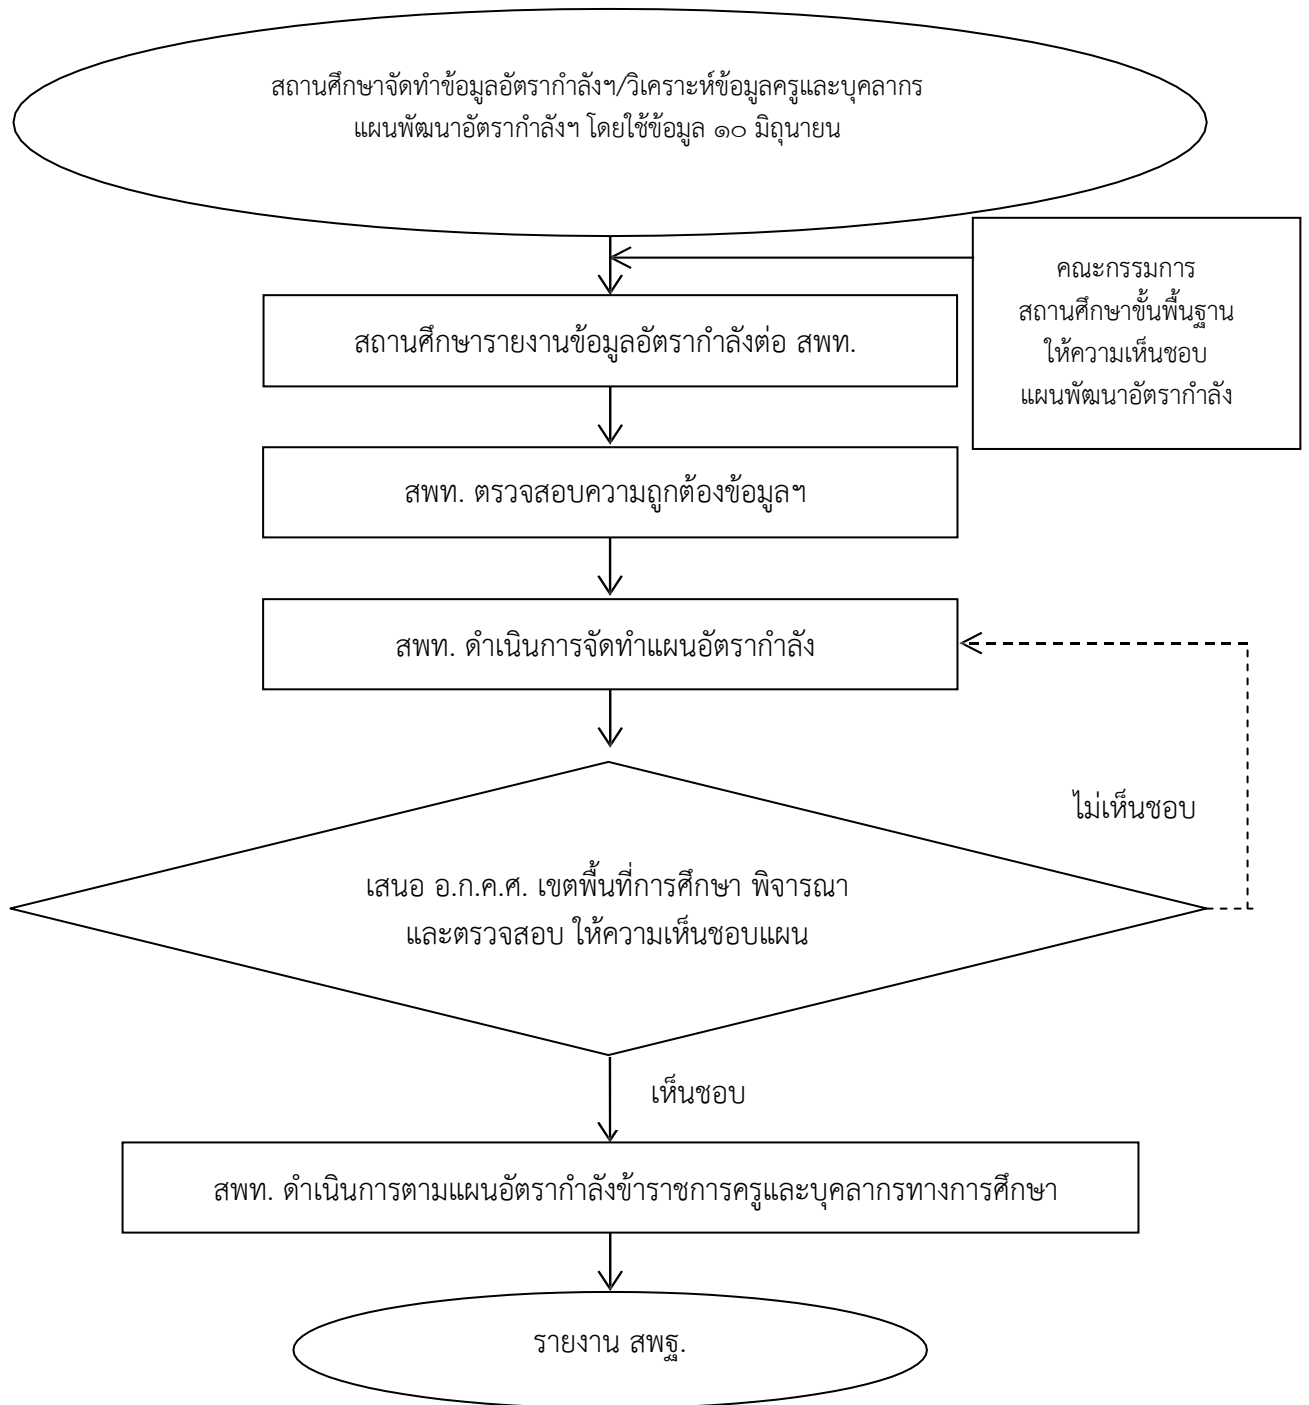 สถานศึกษาจัดทำข้อมูลอัตรากำลังฯ/วิเคราะห์ข้อมูลครูและบุคลากร
แผนพัฒนาอัตรากำลังฯ โดยใช้ข้อมูล ๑๐ มิถุนายน
คณะกรรมการ
สถานศึกษาขั้นพื้นฐาน
ให้ความเห็นชอบ
แผนพัฒนาอัตรากำลัง
สถานศึกษารายงานข้อมูลอัตรากำลังต่อ สพท.
สพท. ตรวจสอบความถูกต้องข้อมูลฯ
สพท. ดำเนินการจัดทำแผนอัตรากำลัง
ไม่เห็นชอบ
เสนอ อ.ก.ค.ศ. เขตพื้นที่การศึกษา พิจารณา
และตรวจสอบ ให้ความเห็นชอบแผน
เห็นชอบ
สพท. ดำเนินการตามแผนอัตรากำลังข้าราชการครูและบุคลากรทางการศึกษา
รายงาน สพฐ.